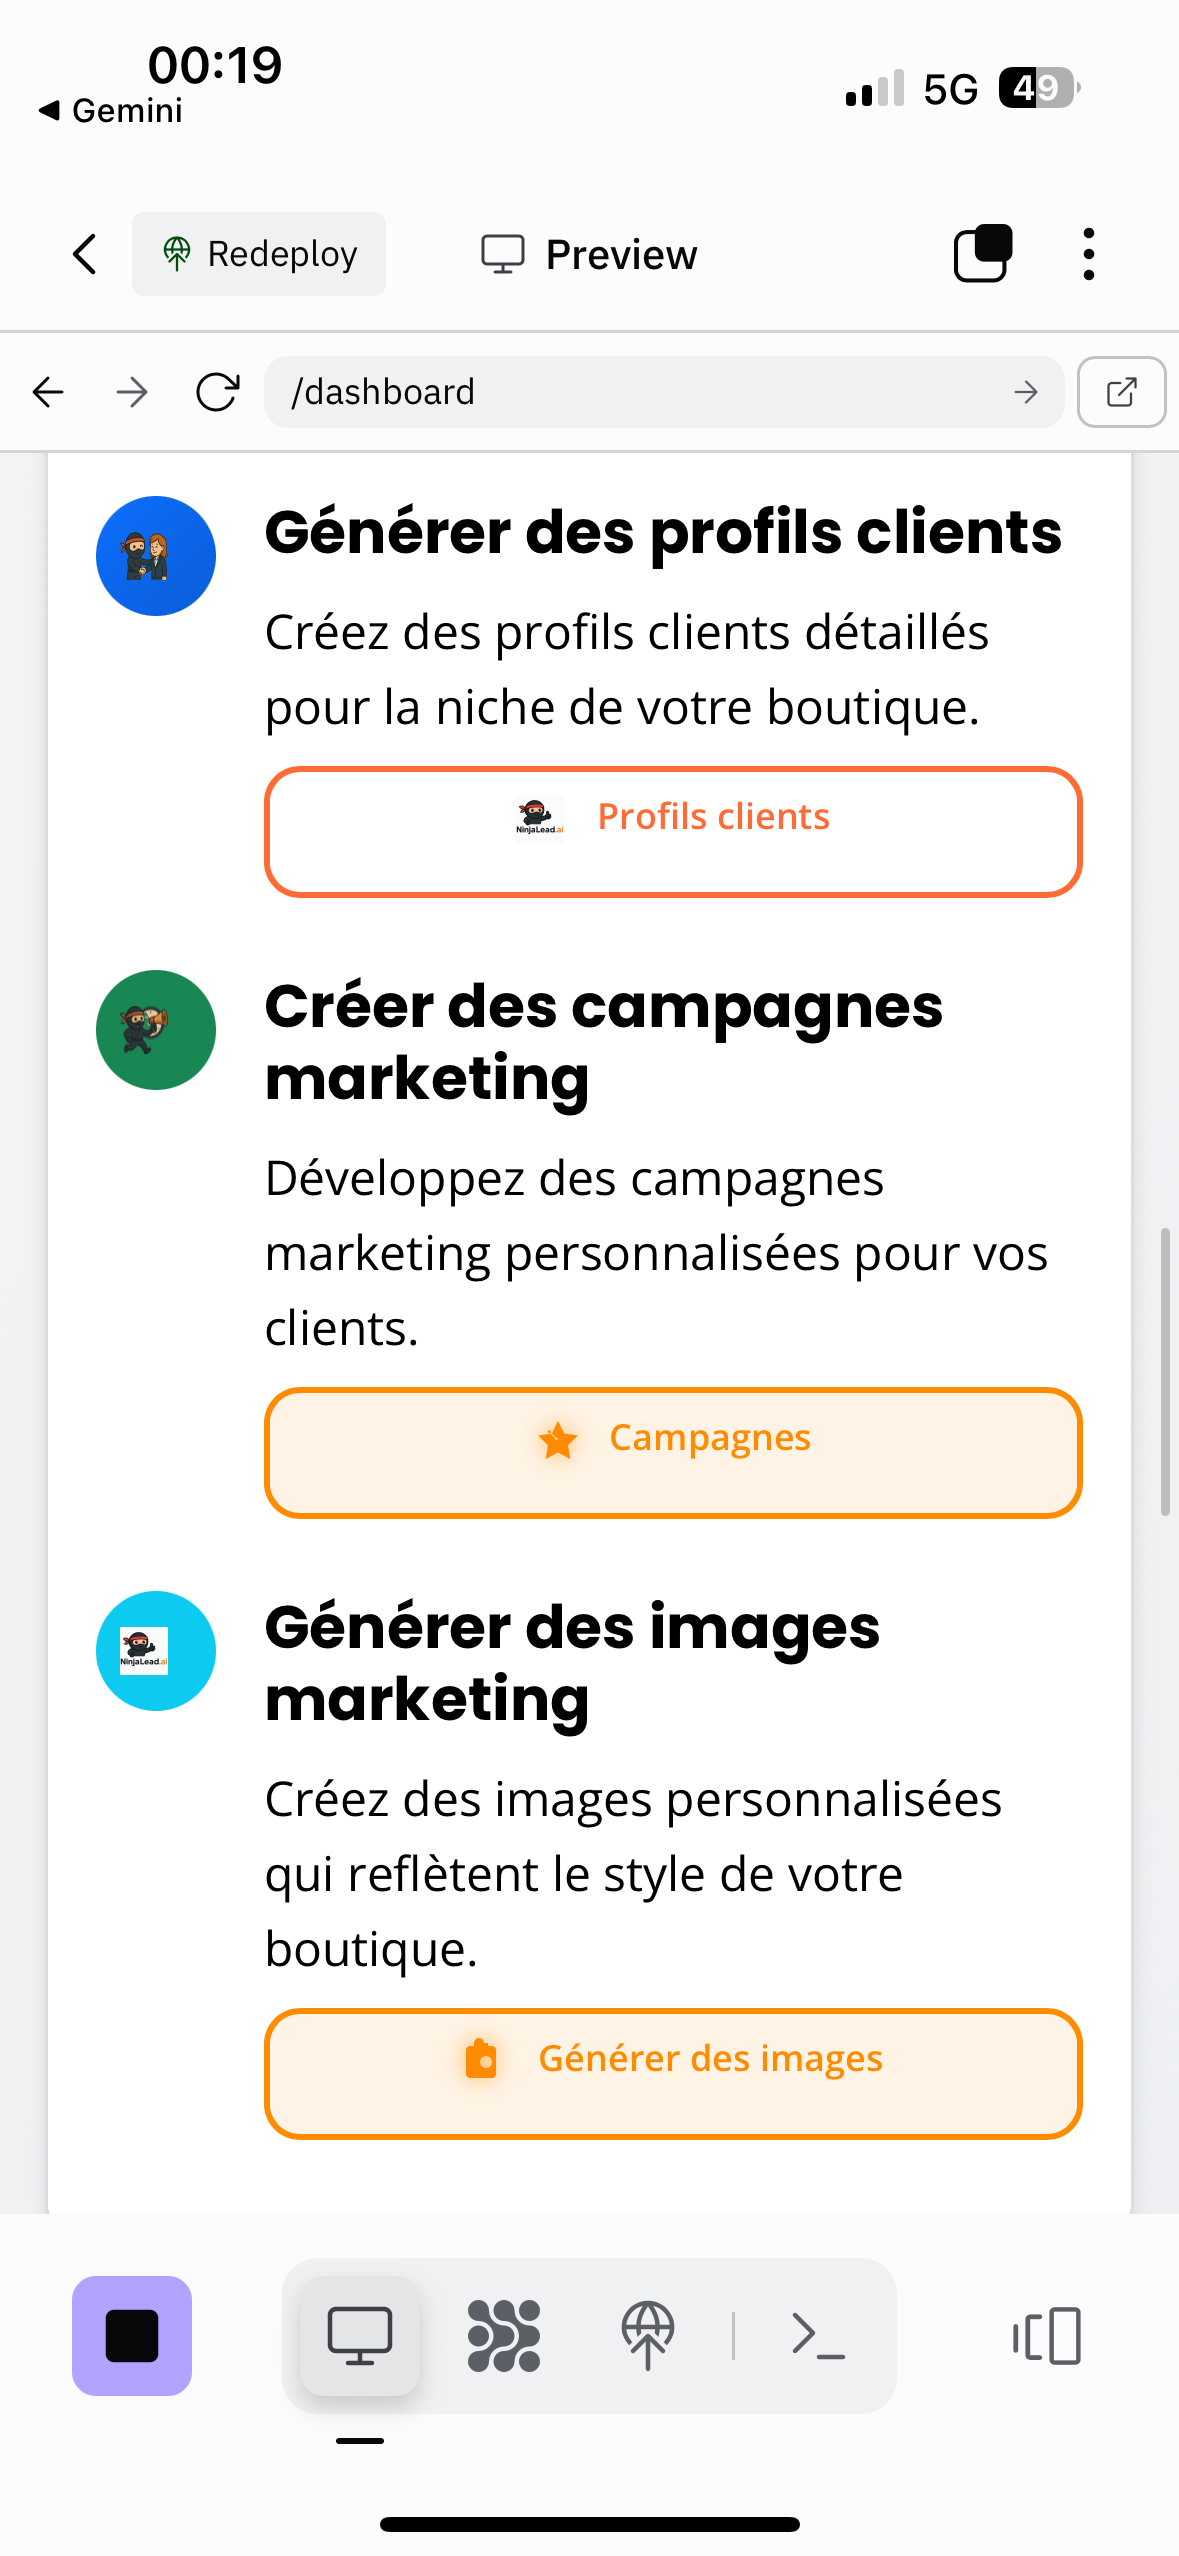 00:19
Gemini
5G
49
Redeploy
Preview
/dashboard
Générer des profils clients
Créez des profils clients détaillés
pour la niche de votre boutique.
NinjaLead.ai
Profils clients
Créer des campagnes
marketing
Développez des campagnes
marketing personnalisées pour vos
clients.
Campagnes
NinjaLead.ai
Générer des images
marketing
Créez des images personnalisées
qui reflètent le style de votre
boutique.
Générer des images